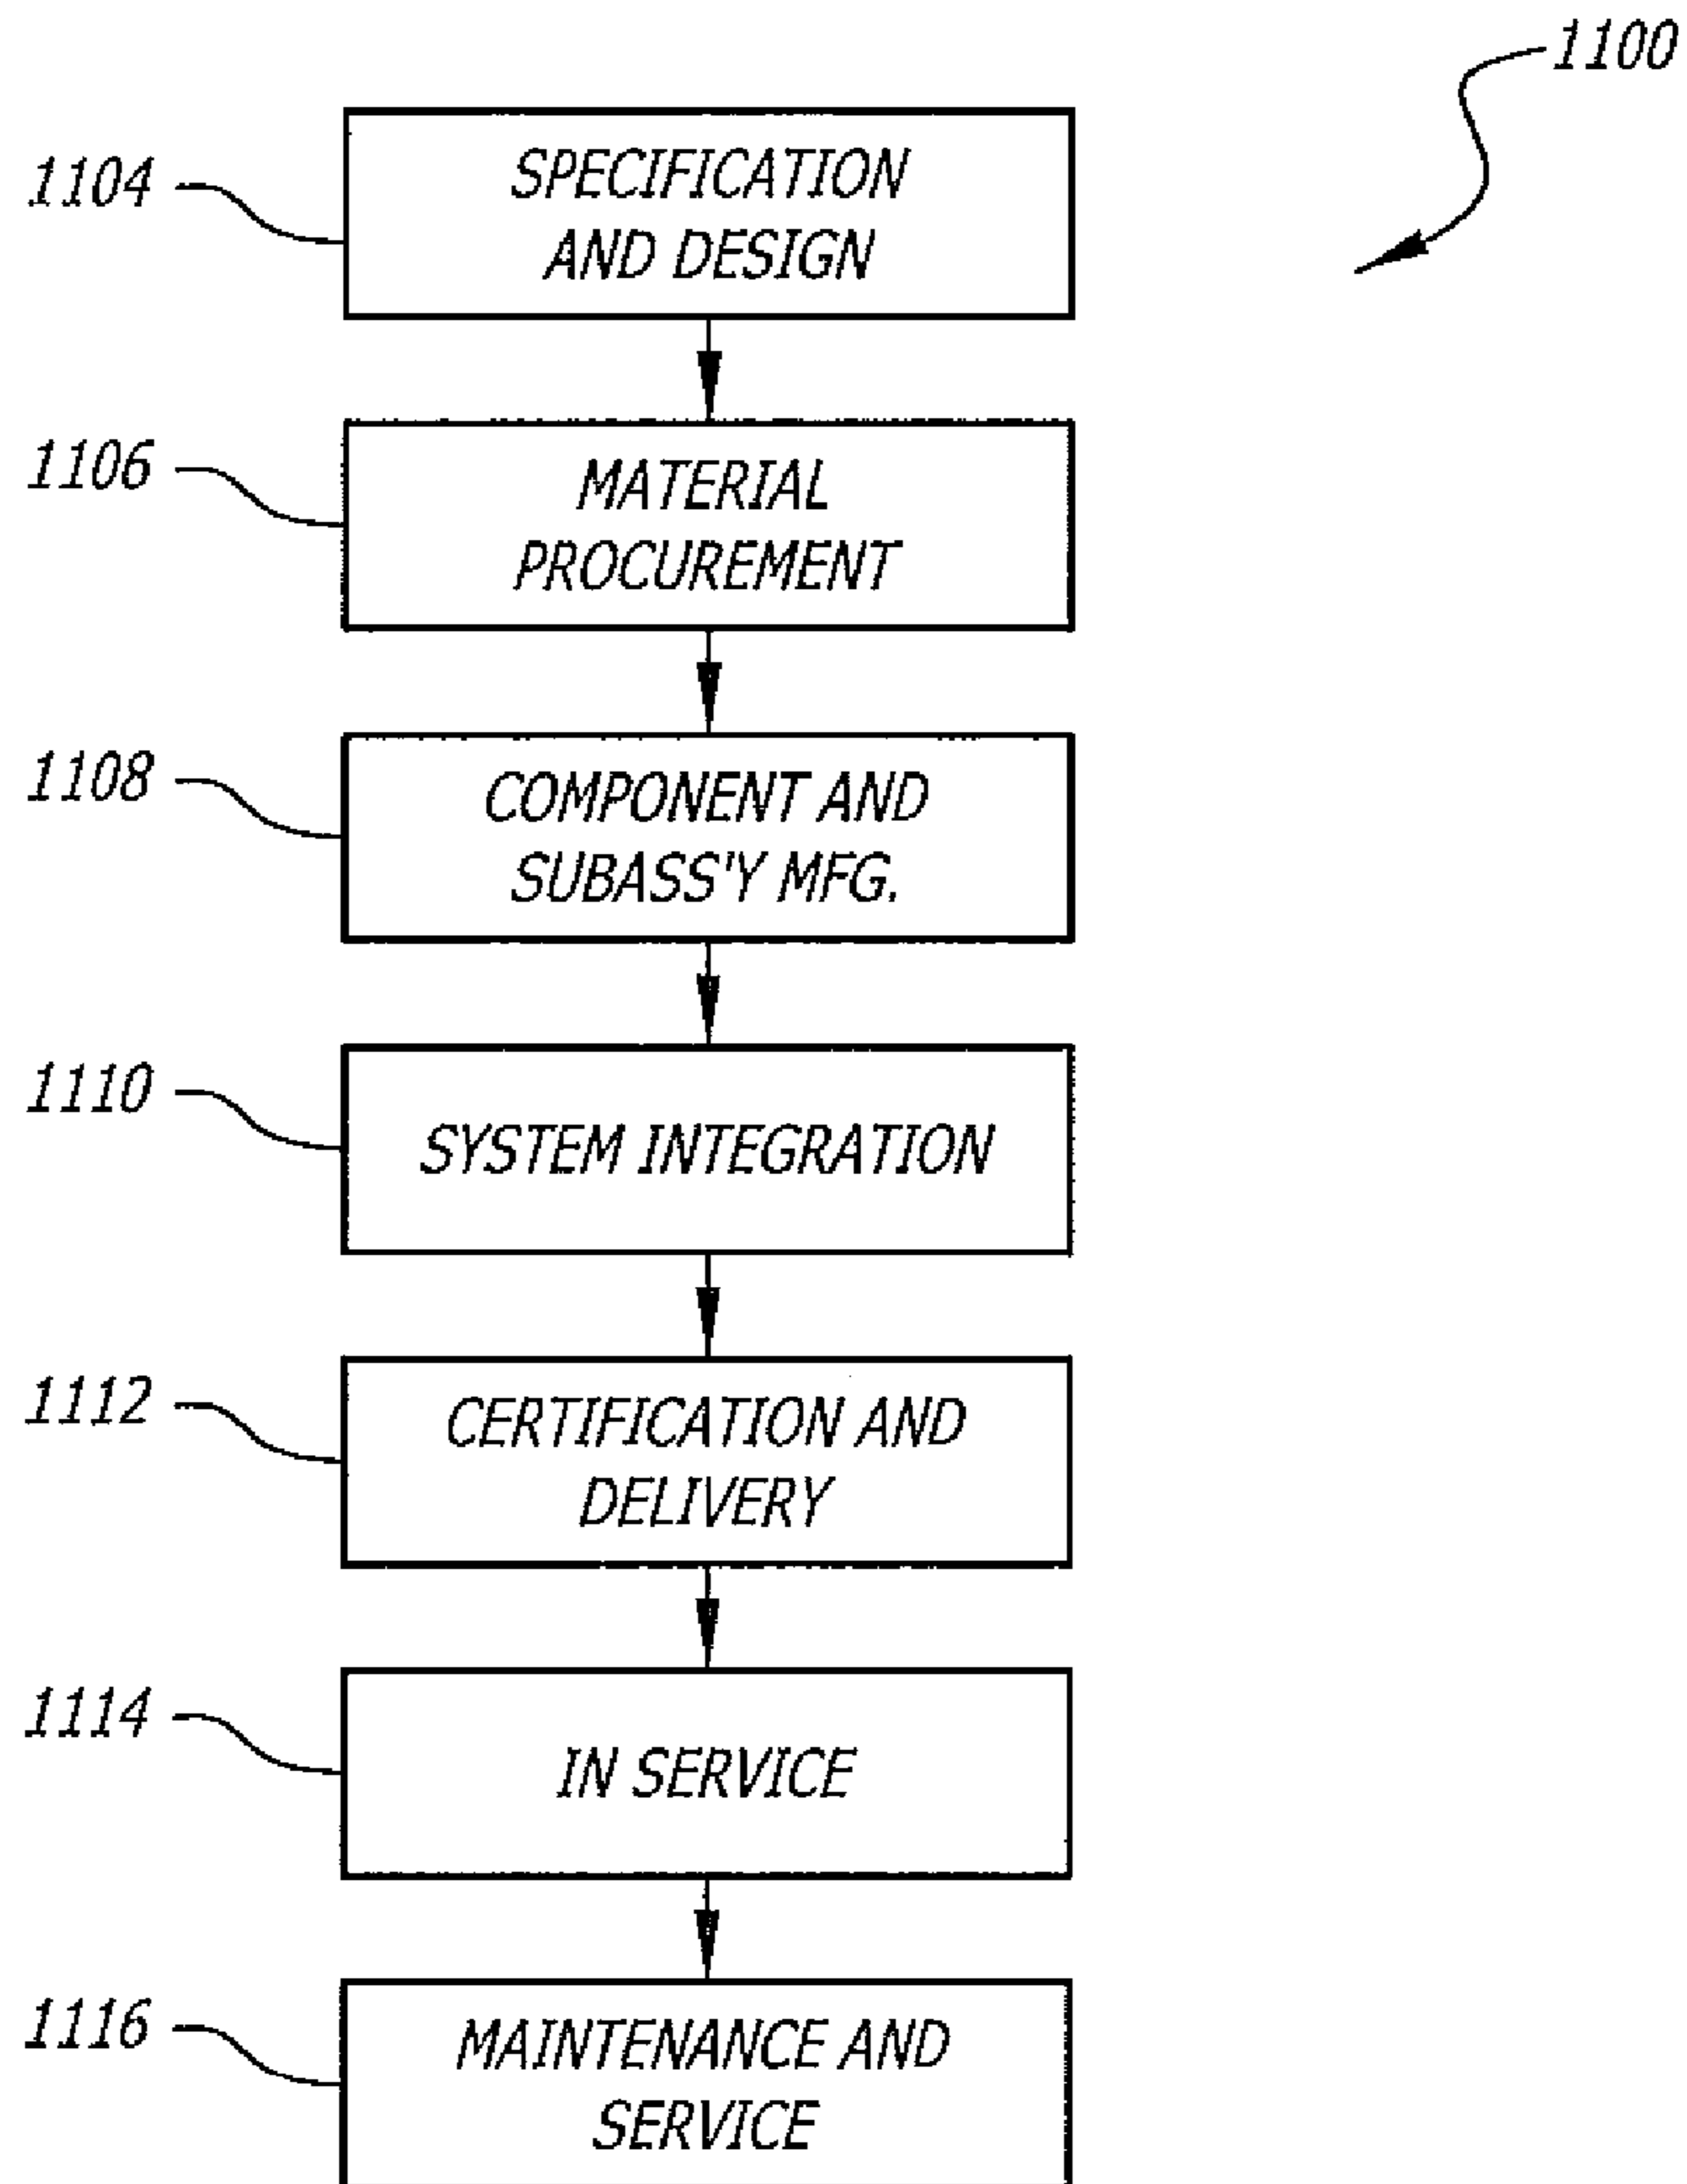 1100
1104
SPECIFICATION
AND DESIGN
1106
MATERIAL
PROCUREMENT
1108
COMPONENT AND
SUBASS'Y MFG.
1110
SYSTEM INTEGRATION
1112
CERTIFICATION AND
DELIVERY
1114
IN SERVICE
1116
MAINTENANCE AND
SERVICE